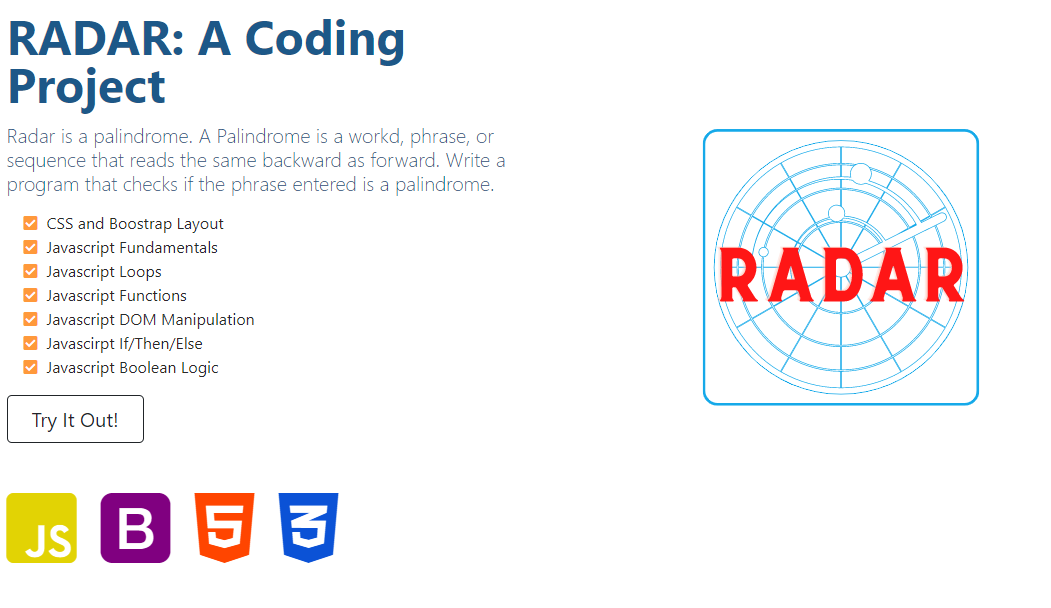 RADAR: A Coding
Project
Radar is a palindrome. A Palindrome is a workd, phrase, or
sequence that reads the same backward as forward. Write a
program that checks if the phrase entered is a palindrome.
CSS and Boostrap Layout
Javascript Fundamentals
Javascript Loops
Javascript Functions
Javascript DOM Manipulation
Javascirpt If/Then/Else
Javascript Boolean Logic
Try It Out!
RADAR
JS
B
5
3